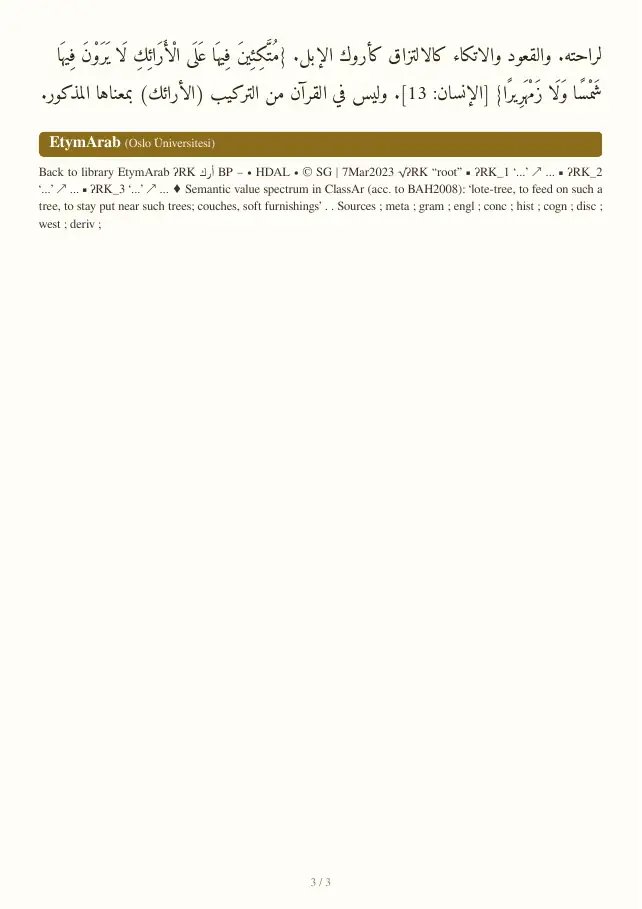 لراحته. والقعود والاتكاء كالالتزاق كأروك الإبل. {مُتَّكِئِينَ فِيهَا عَلَى الْأَرَائِكِ لَا يَرَوْنَ فِيهَا
شَمْسًا وَلَا زَمْهَرِيرًا} [الإنسان: 13]. وليس في القرآن من التركيب (الأرائك) بمعناها المذكور.
EtymArab (Oslo Üniversitesi)
Back to library EtymArab ʔRK أرك BP – • HDAL • © SG | 7Mar2023 √ʔRK “root” ▪ ʔRK_1 ‘...’ ↗ ... ▪ ʔRK_2
‘...’ ↗ ... ▪ ʔRK_3 ‘...’ ↗ ... ♦ Semantic value spectrum in ClassAr (acc. to BAH2008): ‘lote-tree, to feed on such a
tree, to stay put near such trees; couches, soft furnishings’ . . Sources ; meta ; gram ; engl ; conc ; hist ; cogn ; disc ;
west ; deriv ;
3 / 3